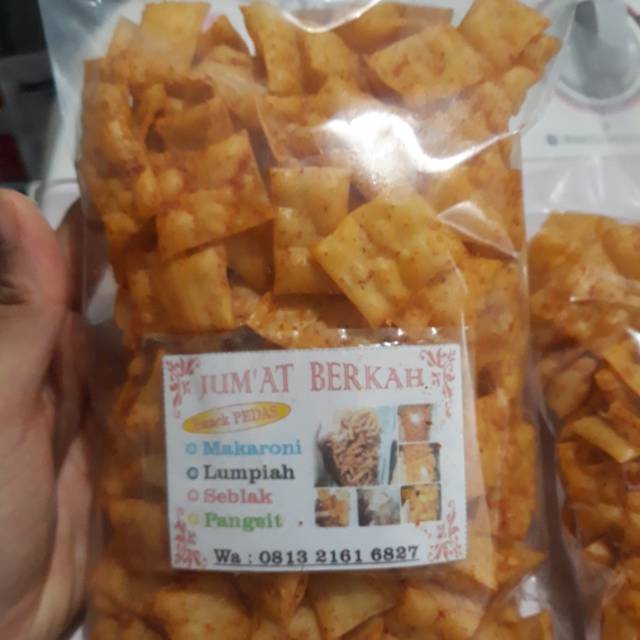 JUM'AT BERKAH
Snack PEDAS
Makaroni
Lumpiah
Seblak
Pangsit
Wa : 0813 2161 6827